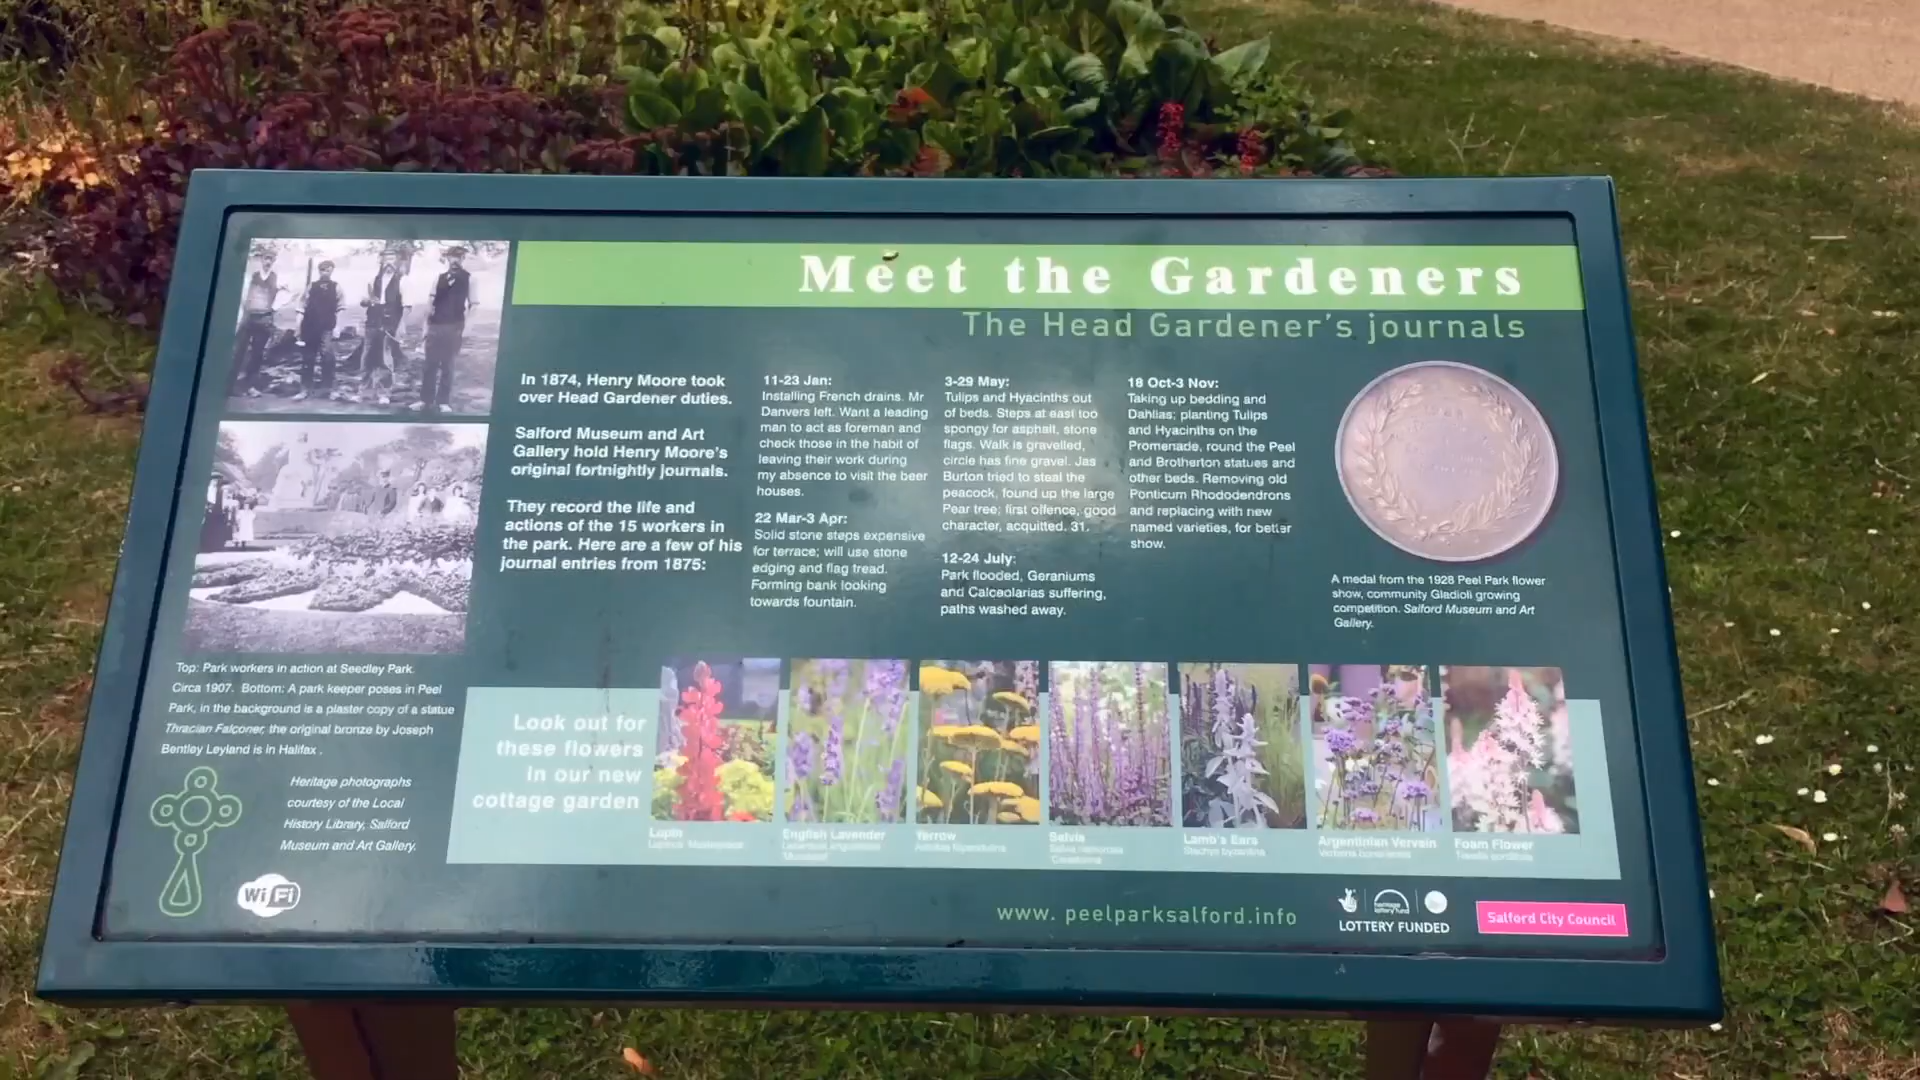 Meet the Gardeners
The Head Gardener's journals
In 1874, Henry Moore took
over Head Gardener duties.
Salford Museum and Art
Gallery hold Henry Moore's
original fortnightly journals.
They record the life and
actions of the 15 workers in
the park. Here are a few of his
journal entries from 1875:
11-23 Jan:
Installing French drains. Mr
Danvers left. Want a leading
man to act as foreman and
check those in the habit of
leaving their work during
my absence to visit the beer
houses.
22 Mar-3 Apr:
Solid stone steps expensive
for terrace; will use stone
edging and flag tread.
Forming bank looking
towards fountain.
3-29 May:
Tulips and Hyacinths out
of beds. Steps at east too
spongy for asphalt, stone
flags. Walk is gravelled,
circle has fine gravel. Jas
Burton tried to steal the
peacock, found up the large
Pear tree; first offence, good
character, acquitted. 31.
12-24 July:
Park flooded, Geraniums
and Calceolarias suffering,
paths washed away.
18 Oct-3 Nov:
Taking up bedding and
Dahlias; planting Tulips
and Hyacinths on the
Promenade, round the Peel
and Brotherton statues and
other beds. Removing old
Ponticum Rhododendrons
and replacing with new
named varieties, for better
show.
A medal from the 1928 Peel Park flower
show, community Gladioli growing
competition. Salford Museum and Art
Gallery.
Top: Park workers in action at Seedley Park.
Circa 1907. Bottom: A park keeper poses in Peel
Park, in the background is a plaster copy of a statue
Thracian Falconer, the original bronze by Joseph
Bentley Leyland is in Halifax .
Heritage photographs
courtesy of the Local
History Library, Salford
Museum and Art Gallery.
WiFi
Look out for
these flowers
in our new
cottage garden
Lupin
English Lavender
Yarrow
Salvia
Lamb's Ears
Stachys byzantina
Argentinian Vervain
Verbena bonariensis
Foam Flower
Tiarella cordifolia
www. peelparksalford.info
heritage
lottery fund
LOTTERY FUNDED
Salford City Council